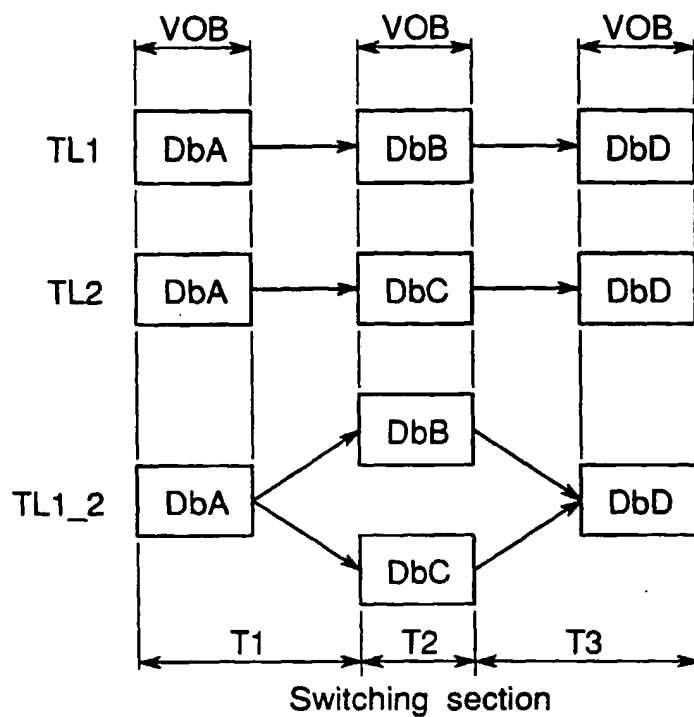 VOB VOB VOB
TL1 DbA DbB DbD
TL2 DbA DbC DbD
DbB
TL1_2 DbA DbD
DbC
T1 T2 T3
Switching section